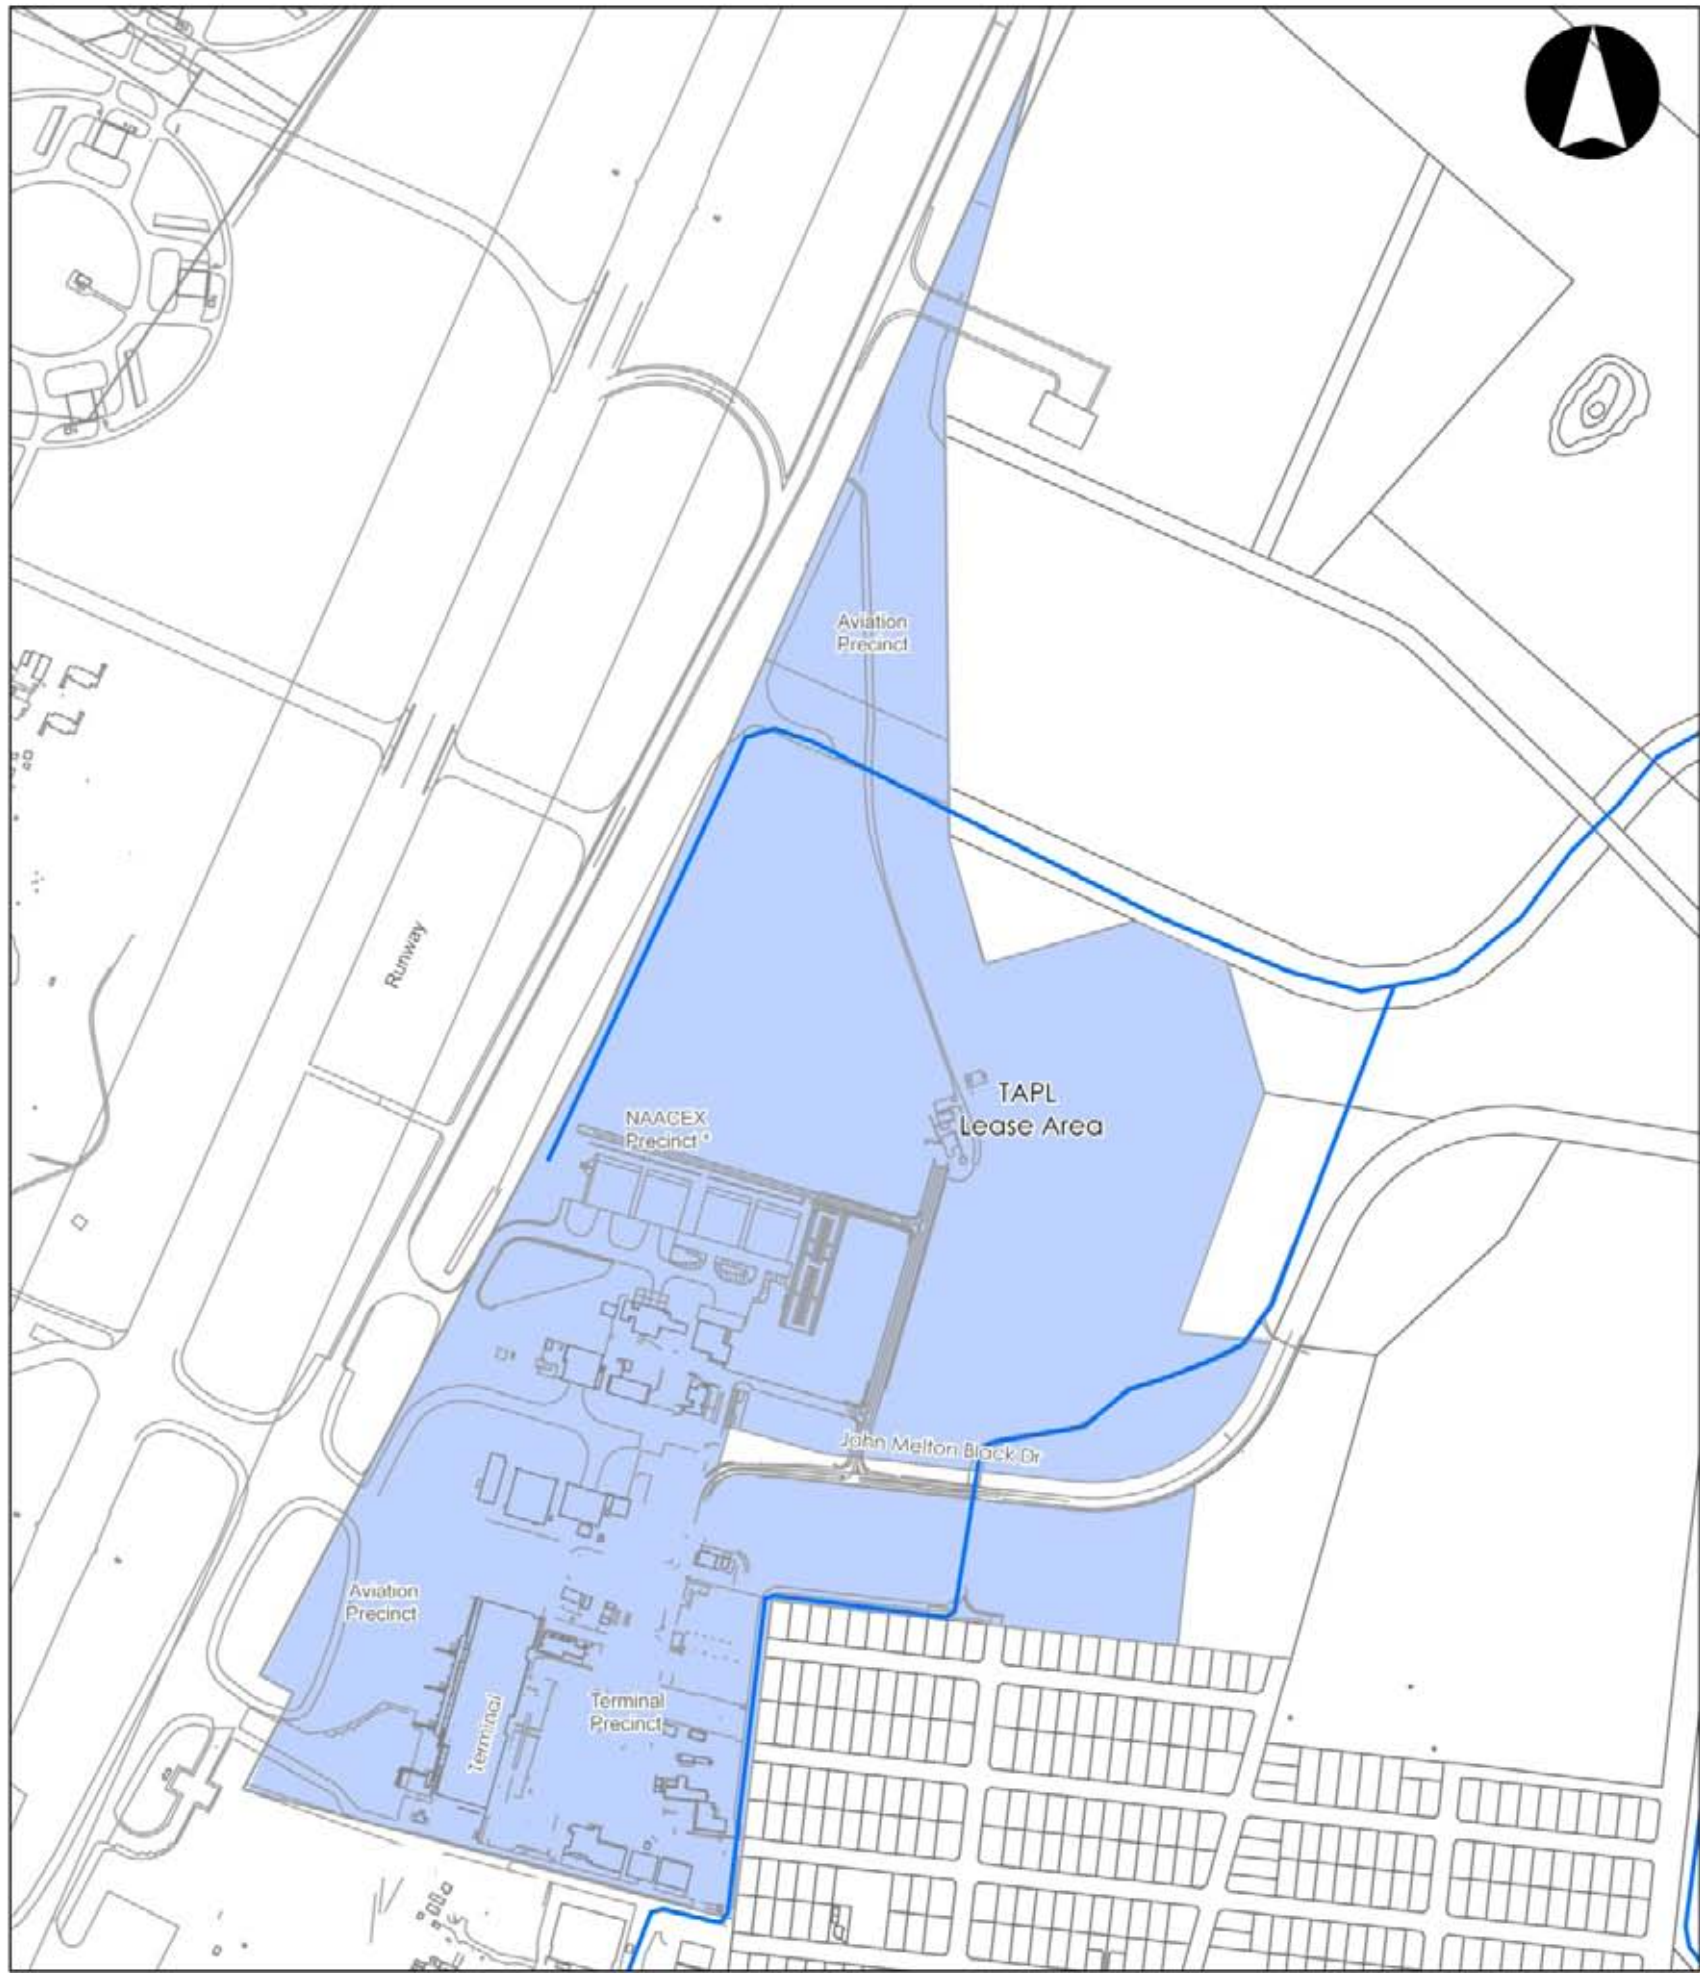 Aviation
Precinct
Runway
TAPL
Lease Area
NAACEX
Precinct *
John Melton Black Dr
Aviation
Precinct
Terminal
Terminal
Precinct